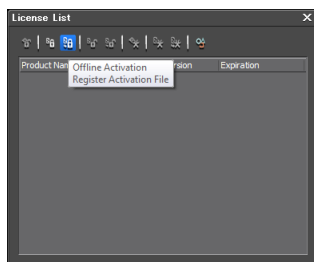 License List
Offline Activation
Register Activation File
Product Nam
rsion
Expiration